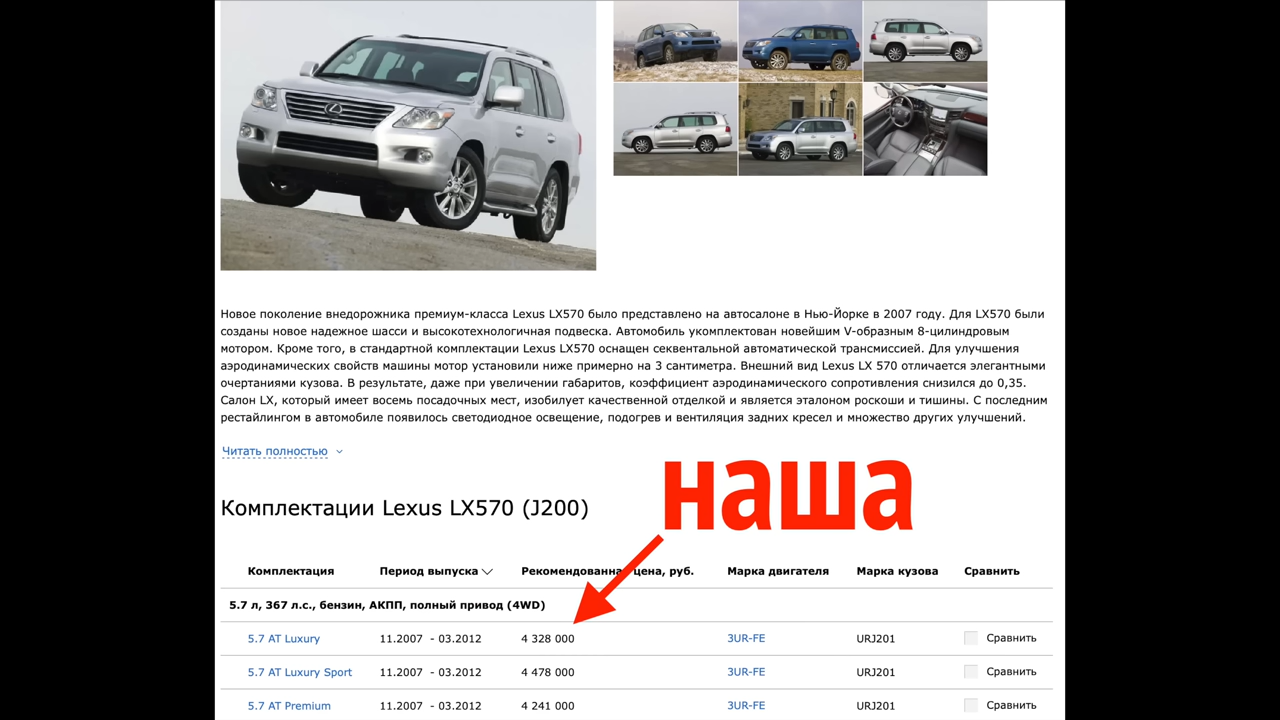 Новое поколение внедорожника премиум-класса Lexus LX570 было представлено на автосалоне в Нью-Йорке в 2007 году. Для LX570 были
созданы новое надежное шасси и высокотехнологичная подвеска. Автомобиль укомплектован новейшим V-образным 8-цилиндровым
мотором. Кроме того, в стандартной комплектации Lexus LX570 оснащен секвентальной автоматической трансмиссией. Для улучшения
аэродинамических свойств машины мотор установили ниже примерно на 3 сантиметра. Внешний вид Lexus LX 570 отличается элегантными
очертаниями кузова. В результате, даже при увеличении габаритов, коэффициент аэродинамического сопротивления снизился до 0,35.
Салон LX, который имеет восемь посадочных мест, изобилует качественной отделкой и является эталоном роскоши и тишины. С последним
рестайлингом в автомобиле появилось светодиодное освещение, подогрев и вентиляция задних кресел и множество других улучшений.
Читать полностью
наша
Комплектации Lexus LX570 (J200)
Комплектация Период выпуска Рекомендованная цена, руб. Марка двигателя Марка кузова Сравнить
5.7 л, 367 л.с., бензин, АКПП, полный привод (4WD)
5.7 AT Luxury 11.2007 - 03.2012 4 328 000 3UR-FE URJ201 Сравнить
5.7 AT Luxury Sport 11.2007 - 03.2012 4 478 000 3UR-FE URJ201 Сравнить
5.7 AT Premium 11.2007 - 03.2012 4 241 000 3UR-FE URJ201 Сравнить